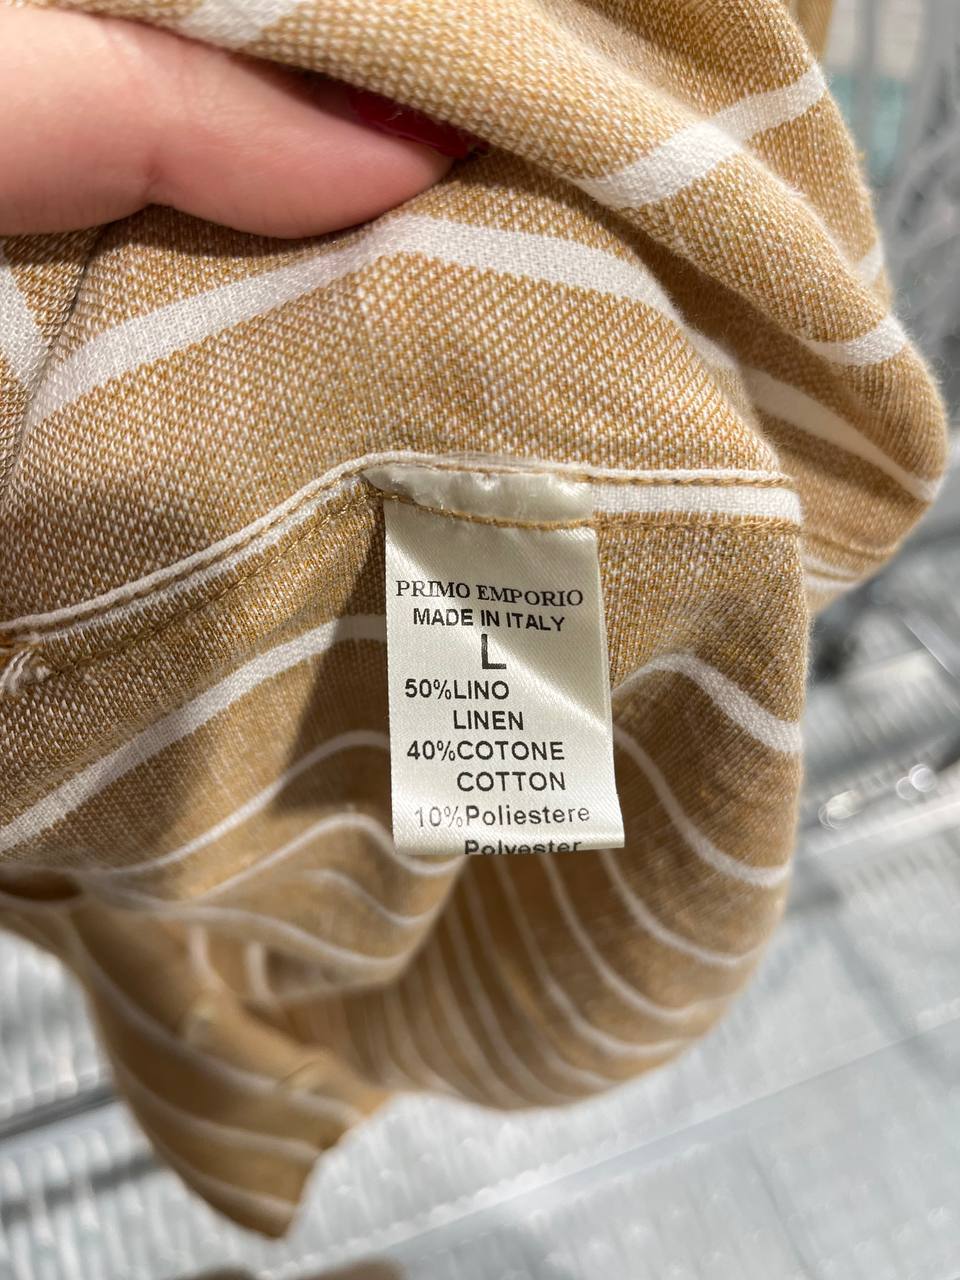 PRIMO EMPORIO
MADE IN ITALY
L
50%LINO
LINEN
40%COTONE
COTTON
10%Poliestere
Polyester